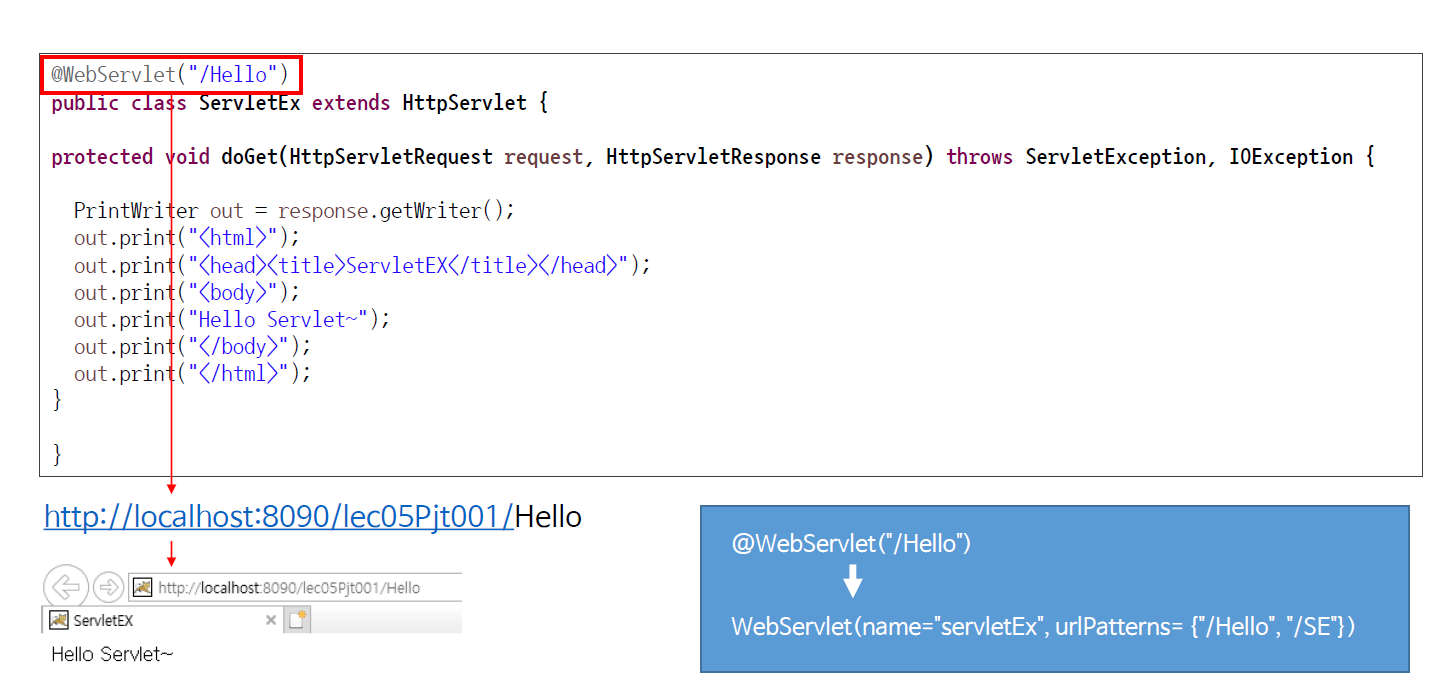 @WebServlet("/Hello")
public class ServletEx extends HttpServlet {
protected void doGet(HttpServletRequest request, HttpServletResponse response) throws ServletException, IOException {
PrintWriter out = response.getWriter();
out.print("<html>");
out.print("<head><title>ServletEX</title></head>");
out.print("<body>");
out.print("Hello Servlet~");
out.print("</body>");
out.print("</html>");
}
}
http://localhost:8090/lec05Pjt001/Hello
http://localhost:8090/lec05Pjt001/Hello
ServletEX
Hello Servlet~
@WebServlet("/Hello")
WebServlet(name="servletEx", urlPatterns= {"/Hello", "/SE"})